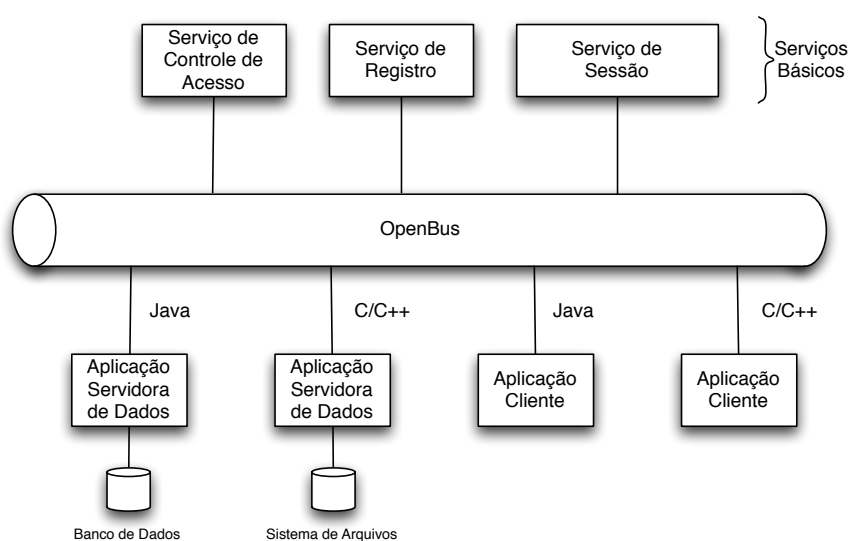 Serviço de
Controle de
Acesso
Serviço de
Registro
Serviço de
Sessão
Serviços
Básicos
OpenBus
Java
C/C++
Java
C/C++
Aplicação
Servidora
de Dados
Aplicação
Servidora
de Dados
Aplicação
Cliente
Aplicação
Cliente
Banco de Dados
Sistema de Arquivos